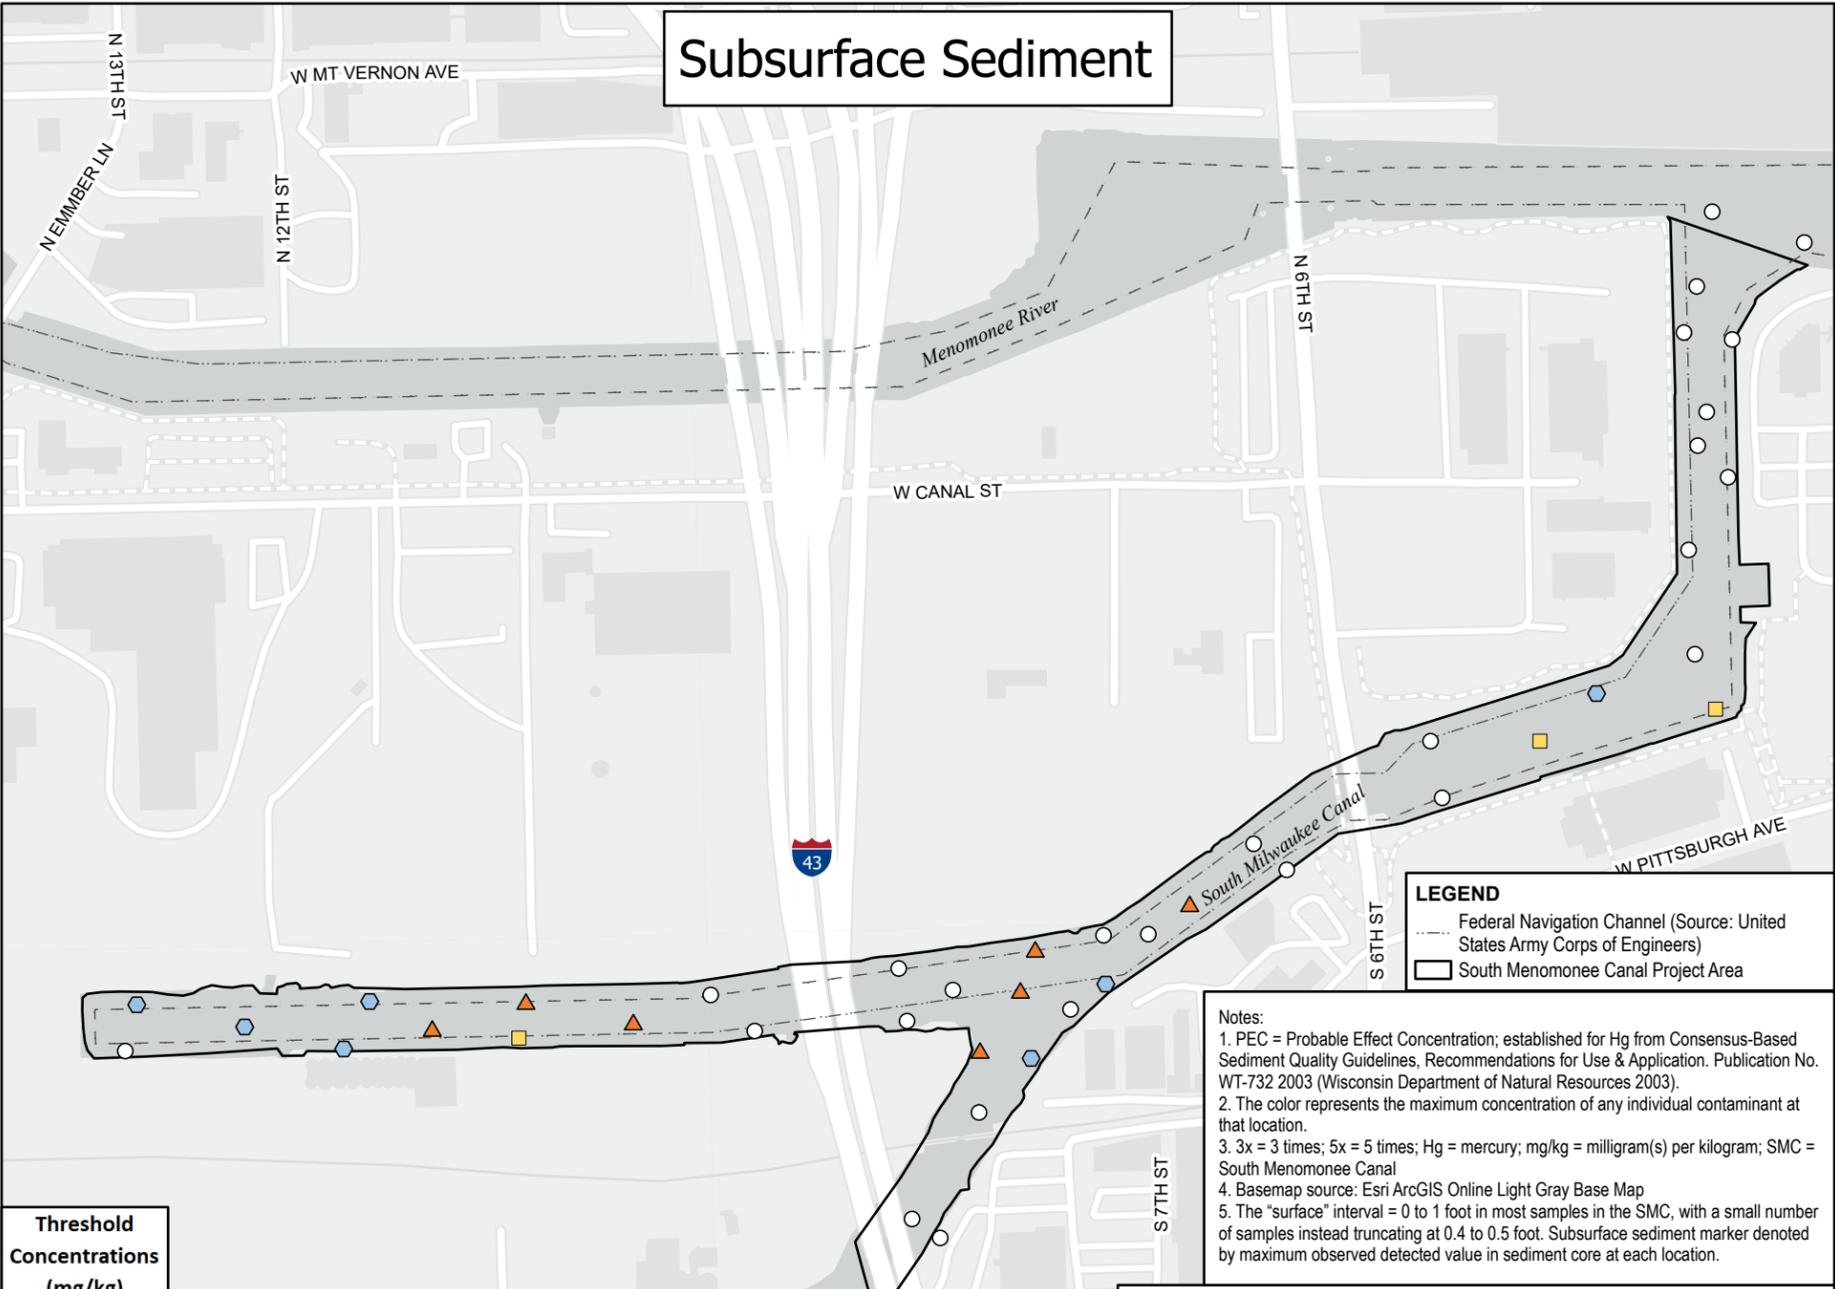 Subsurface Sediment
N 13TH ST
W MT VERNON AVE
N EMMBER LN
N 12TH ST
N 6TH ST
Menomonee River
W CANAL ST
43
South Milwaukee Canal
W PITTSBURGH AVE
S 6TH ST
S 7TH ST
LEGEND
Federal Navigation Channel (Source: United
States Army Corps of Engineers)
South Menomonee Canal Project Area
Notes:
1. PEC = Probable Effect Concentration; established for Hg from Consensus-Based
Sediment Quality Guidelines, Recommendations for Use & Application. Publication No.
WT-732 2003 (Wisconsin Department of Natural Resources 2003).
2. The color represents the maximum concentration of any individual contaminant at
that location.
3. 3x = 3 times; 5x = 5 times; Hg = mercury; mg/kg = milligram(s) per kilogram; SMC =
South Menomonee Canal
4. Basemap source: Esri ArcGIS Online Light Gray Base Map
5. The “surface” interval = 0 to 1 foot in most samples in the SMC, with a small number
of samples instead truncating at 0.4 to 0.5 foot. Subsurface sediment marker denoted
by maximum observed detected value in sediment core at each location.
Threshold
Concentrations
(mg/kg)